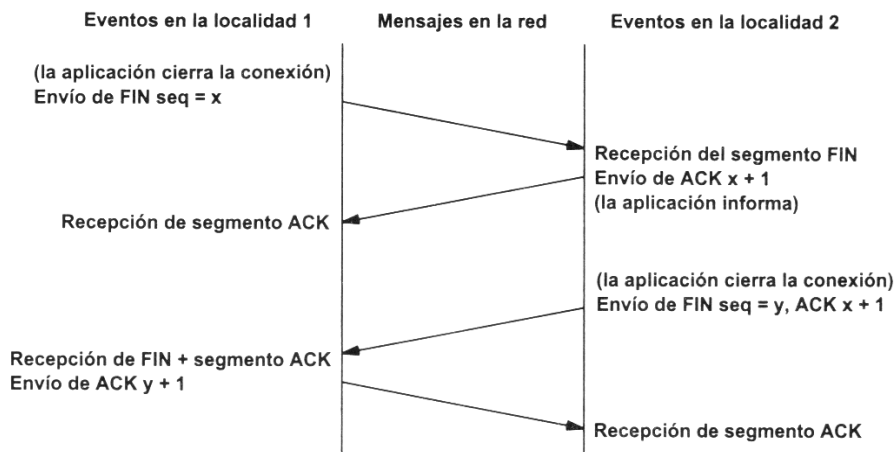 Eventos en la localidad 1
Mensajes en la red
Eventos en la localidad 2
(la aplicación cierra la conexión)
Envío de FIN seq = x
Recepción del segmento FIN
Envío de ACK x + 1
(la aplicación informa)
Recepción de segmento ACK
(la aplicación cierra la conexión)
Envío de FIN seq = y, ACK x + 1
Recepción de FIN + segmento ACK
Envío de ACK y + 1
Recepción de segmento ACK